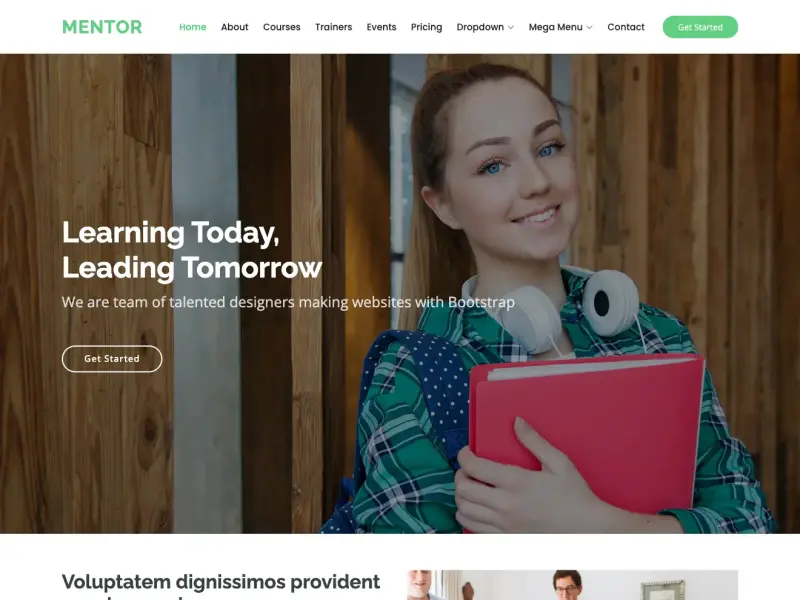 MENTOR
Home About Courses Trainers Events Pricing Dropdown Mega Menu Contact Get Started
Learning Today,
Leading Tomorrow
We are team of talented designers making websites with Bootstrap
Get Started
Voluptatem dignissimos provident